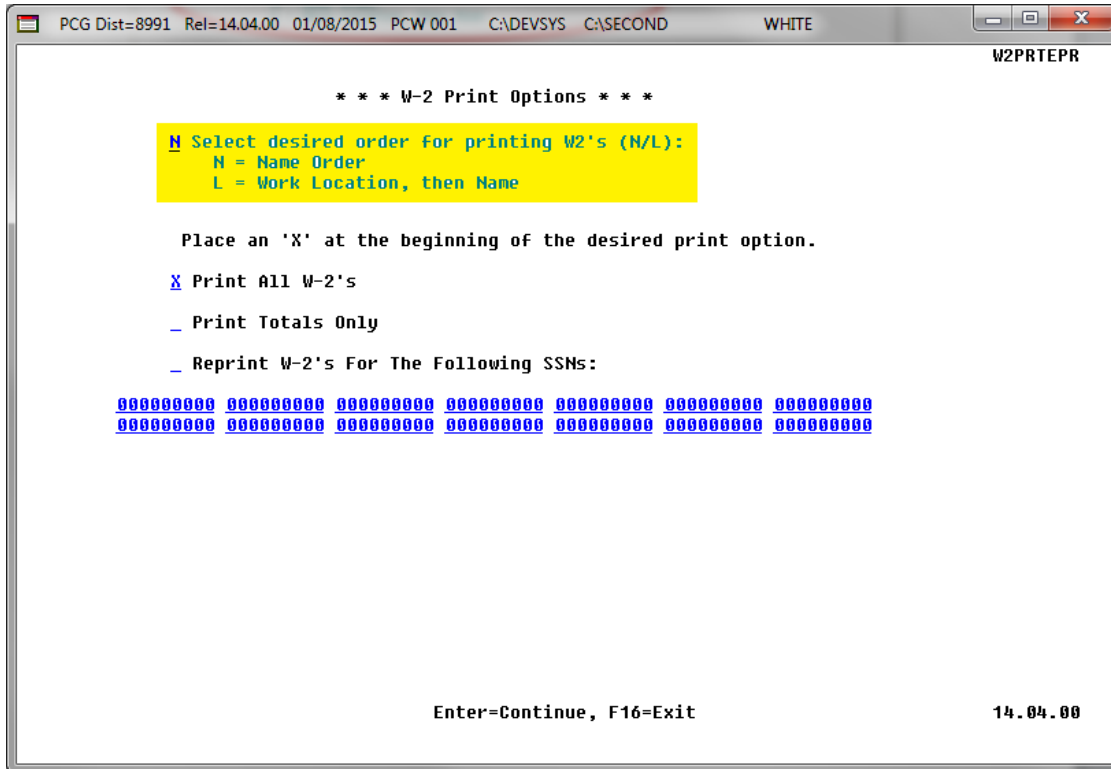 PCG Dist=8991 Rel=14.04.00 01/08/2015 PCW 001 C:\DEVSYS C:\SECOND WHITE
W2PRTEPR
* * * W-2 Print Options * * *
N Select desired order for printing W2's (N/L):
N = Name Order
L = Work Location, then Name
Place an 'X' at the beginning of the desired print option.
X Print All W-2's
_ Print Totals Only
_ Reprint W-2's For The Following SSNs:
000000000 000000000 000000000 000000000 000000000 000000000 000000000
000000000 000000000 000000000 000000000 000000000 000000000 000000000
Enter=Continue, F16=Exit 14.04.00